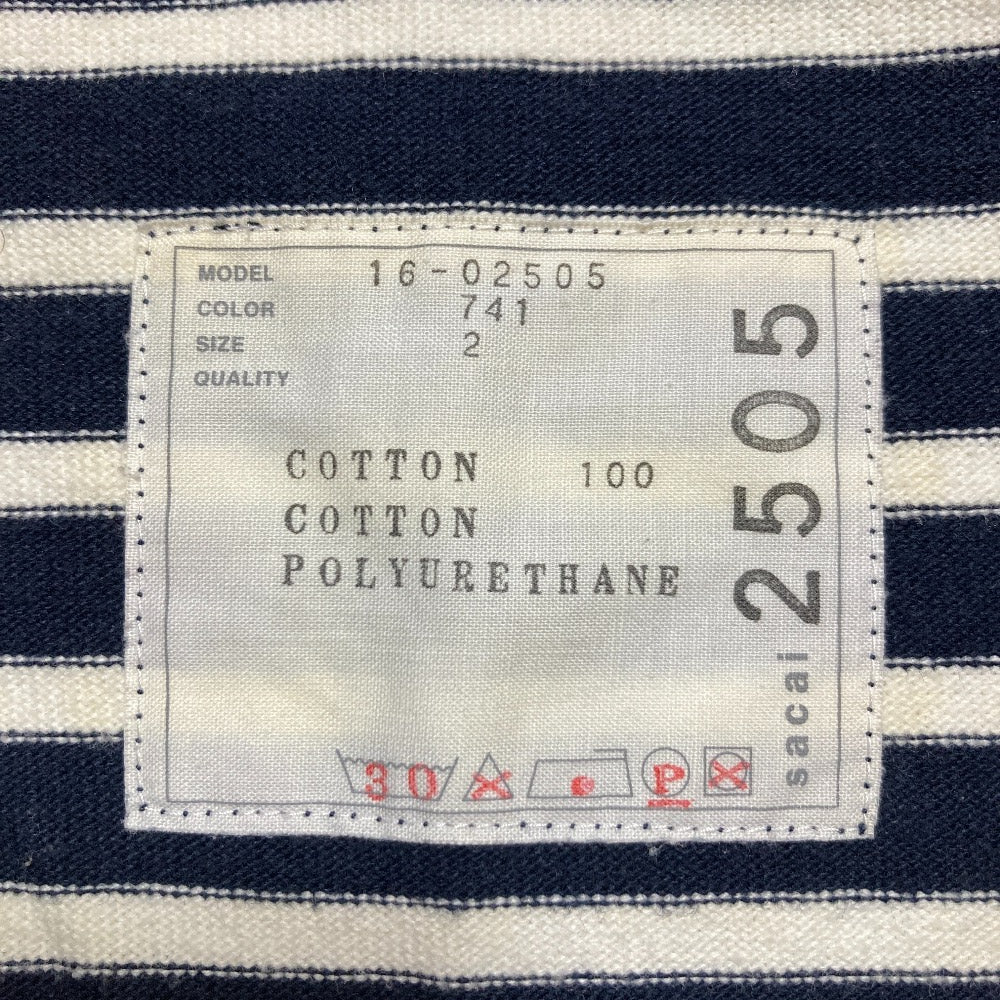 MODEL 16-02505
COLOR 741
SIZE 2
QUALITY
COTTON 100
COTTON
POLYURETHANE
30 P
sacai 2505